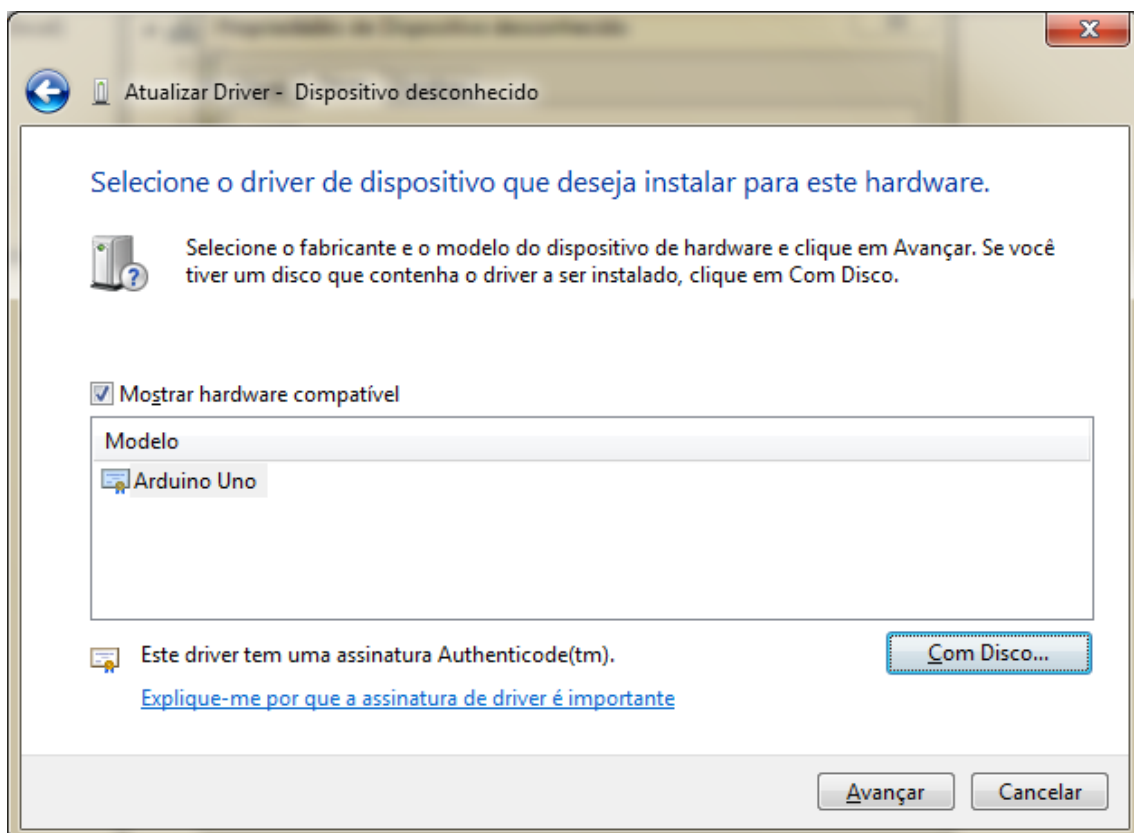 Atualizar Driver - Dispositivo desconhecido
Selecione o driver de dispositivo que deseja instalar para este hardware.
Selecione o fabricante e o modelo do dispositivo de hardware e clique em Avançar. Se você
tiver um disco que contenha o driver a ser instalado, clique em Com Disco.
Mostrar hardware compatível
Modelo
Arduino Uno
Este driver tem uma assinatura Authenticode(tm).
Com Disco...
Explique-me por que a assinatura de driver é importante
Avançar
Cancelar